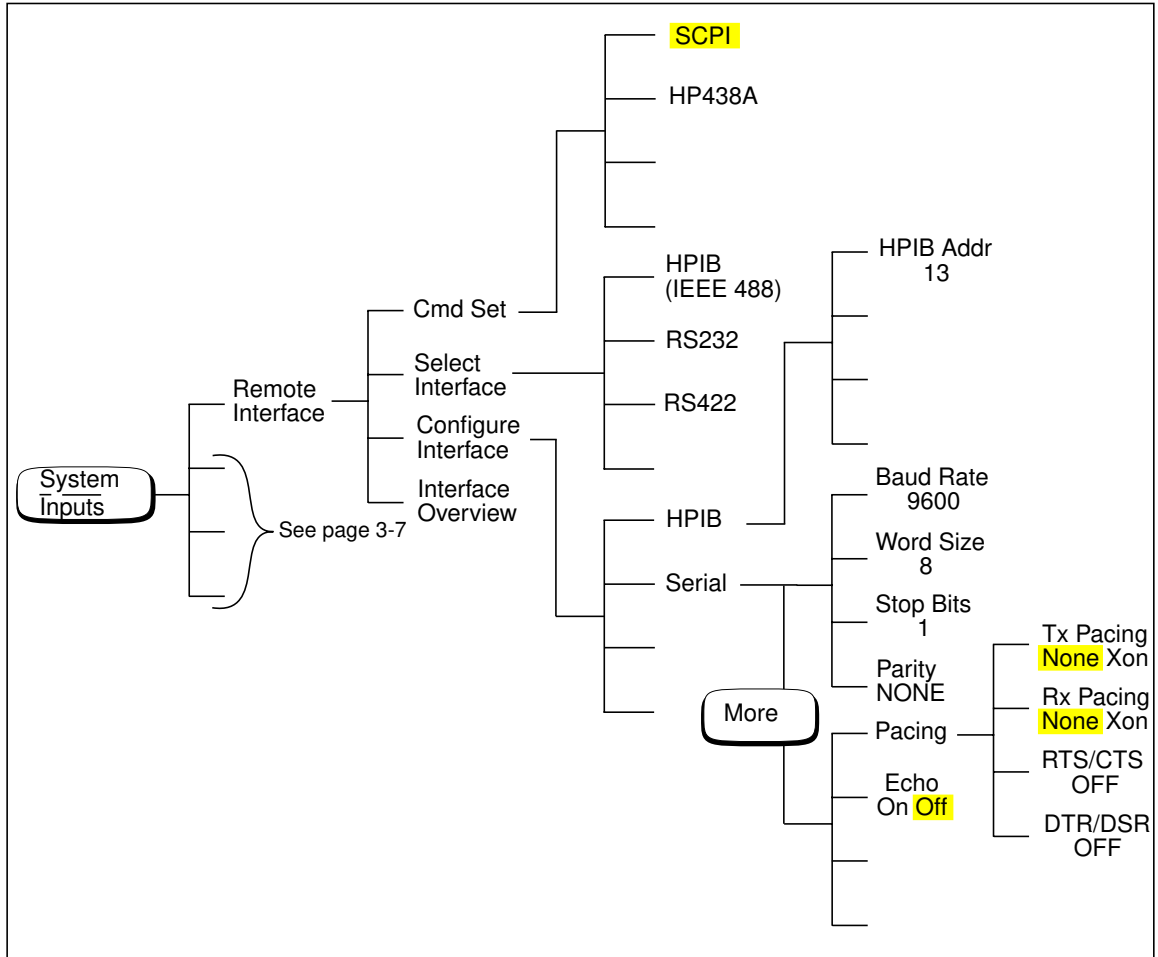 SCPI
HP438A
Cmd Set
HPIB
(IEEE 488)
RS232
RS422
Select
Interface
Remote
Interface
Configure
Interface
Interface
Overview
System
Inputs
See page 3-7
HPIB
Serial
HPIB Addr
13
Baud Rate
9600
Word Size
8
Stop Bits
1
Parity
NONE
More
Pacing
Echo
On Off
Tx Pacing
None Xon
Rx Pacing
None Xon
RTS/CTS
OFF
DTR/DSR
OFF